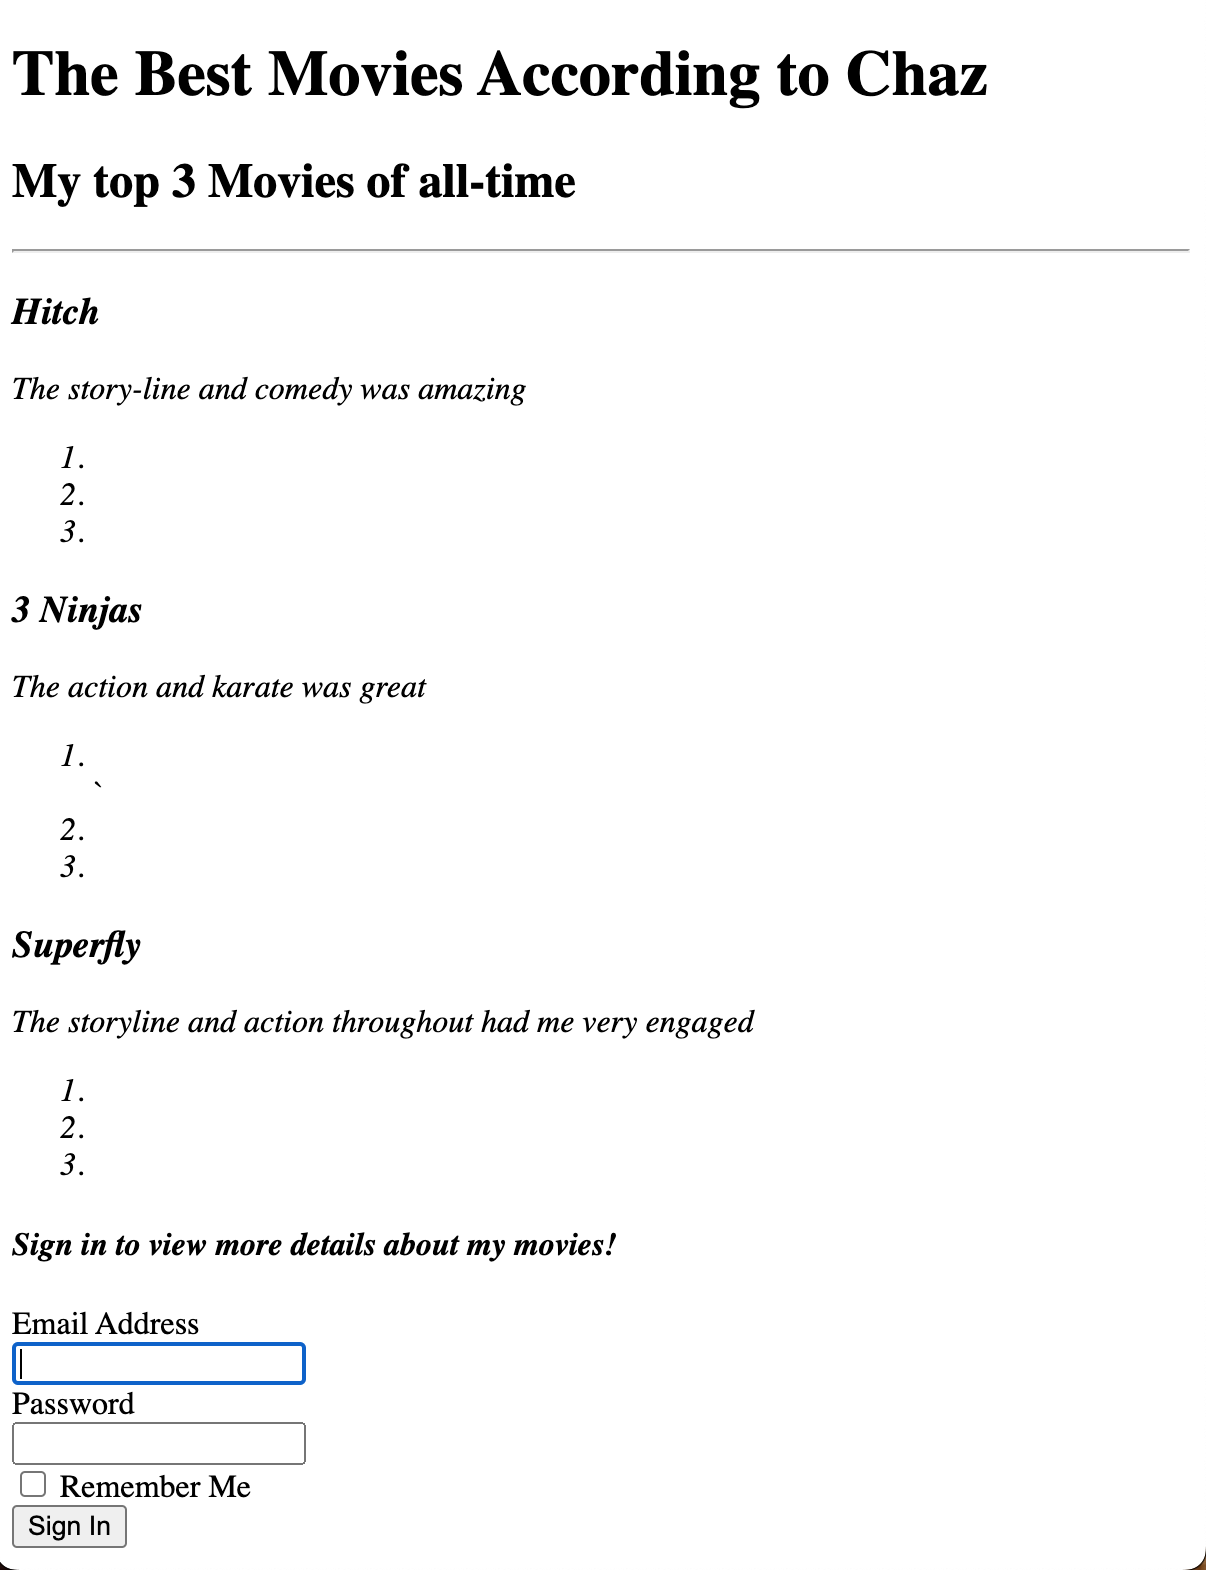 The Best Movies According to Chaz
My top 3 Movies of all-time
Hitch
The story-line and comedy was amazing
1.
2.
3.
3 Ninjas
The action and karate was great
1.
`
2.
3.
Superfly
The storyline and action throughout had me very engaged
1.
2.
3.
Sign in to view more details about my movies!
Email Address
Password
Remember Me
Sign In